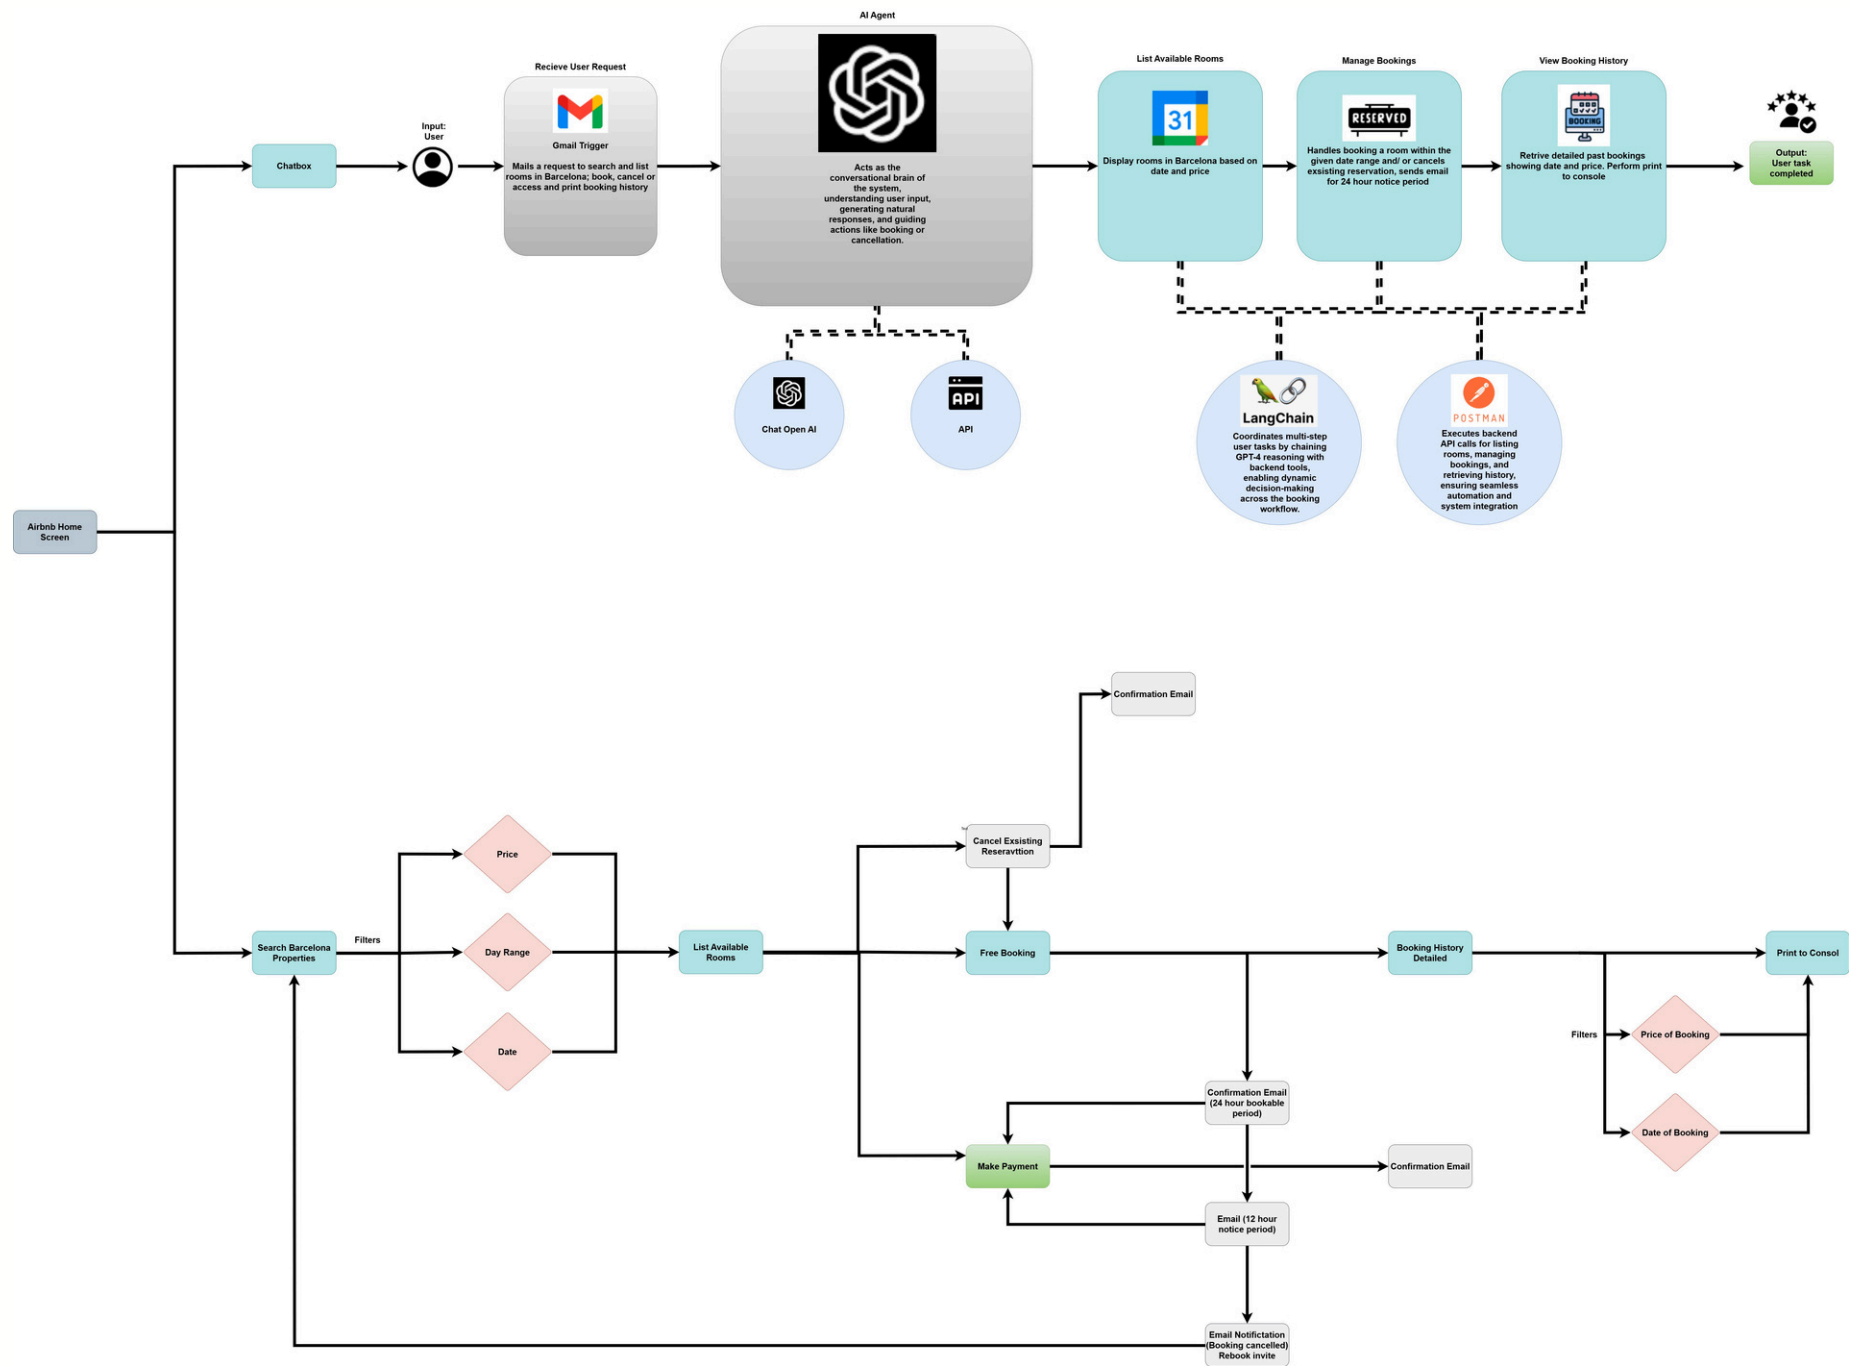 AI Agent
Recieve User Request
List Available Rooms
Manage Bookings
View Booking History
31
RESERVED
BOOKING
Input:
User
Gmail Trigger
Mails a request to search and list
rooms in Barcelona; book, cancel or
access and print booking history
Chatbox
Acts as the
conversational brain of
the system,
understanding user input,
generating natural
responses, and guiding
actions like booking or
cancellation.
Display rooms in Barcelona based on
date and price
Handles booking a room within the
given date range and/ or cancels
exsisting reservation, sends email
for 24 hour notice period
Retrive detailed past bookings
showing date and price. Perform print
to console
Output:
User task
completed
Chat Open AI
API
API
LangChain
Coordinates multi-step
user tasks by chaining
GPT-4 reasoning with
backend tools,
enabling dynamic
decision-making
across the booking
workflow.
POSTMAN
Executes backend
API calls for listing
rooms, managing
bookings, and
retrieving history,
ensuring seamless
automation and
system integration
Airbnb Home
Screen
Confirmation Email
Cancel Exsisting
Reseravttion
Price
Search Barcelona
Properties
Filters
Day Range
List Available
Rooms
Free Booking
Booking History
Detailed
Print to Consol
Date
Filters
Price of Booking
Date of Booking
Confirmation Email
(24 hour bookable
period)
Make Payment
Confirmation Email
Email (12 hour
notice period)
Email Notifictation
(Booking cancelled)
Rebook invite